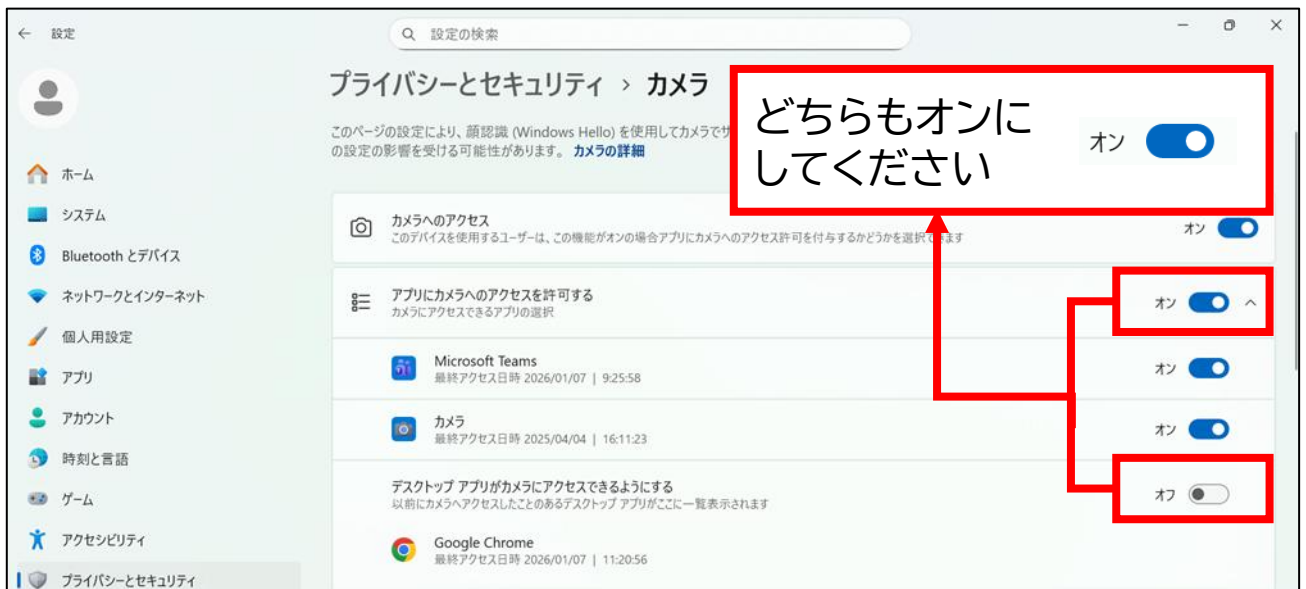 ← 設定
設定の検索
プライバシーとセキュリティ › カメラ
このページの設定により、顔認識 (Windows Hello) を使用してカメラでサ
の設定の影響を受ける可能性があります。 カメラの詳細
どちらもオンに
してください
オン
ホーム
システム
Bluetooth とデバイス
ネットワークとインターネット
個人用設定
アプリ
アカウント
時刻と言語
ゲーム
アクセシビリティ
プライバシーとセキュリティ
カメラへのアクセス
このデバイスを使用するユーザーは、この機能がオンの場合アプリにカメラへのアクセス許可を付与するかどうかを選択できます
オン
アプリにカメラへのアクセスを許可する
カメラにアクセスできるアプリの選択
オン
Microsoft Teams
最終アクセス日時 2026/01/07 | 9:25:58
オン
カメラ
最終アクセス日時 2025/04/04 | 16:11:23
オン
デスクトップ アプリがカメラにアクセスできるようにする
以前にカメラへアクセスしたことのあるデスクトップ アプリがここに一覧表示されます
オフ
Google Chrome
最終アクセス日時 2026/01/07 | 11:20:56